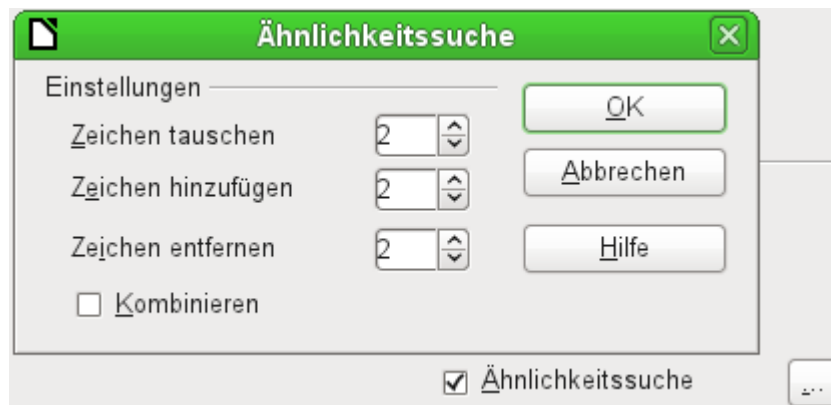 Ähnlichkeitssuche
Einstellungen
OK
Zeichen tauschen 2
Abbrechen
Zeichen hinzufügen 2
Zeichen entfernen 2
Hilfe
Kombinieren
Ähnlichkeitssuche
...